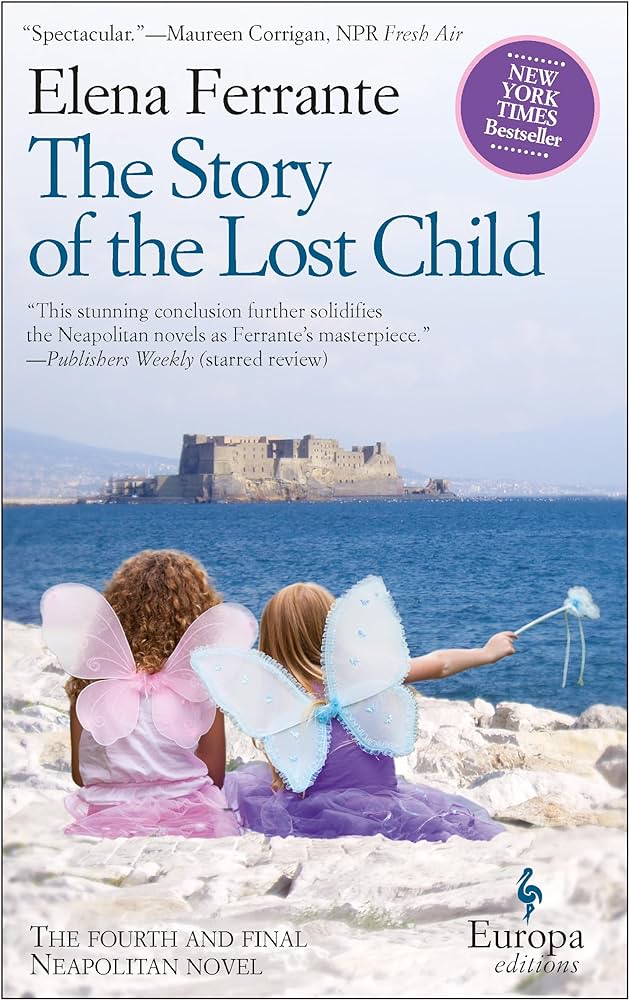 “Spectacular.”—Maureen Corrigan, NPR Fresh Air
Elena Ferrante
NEW
YORK
TIMES
Bestseller
The Story
of the Lost Child
“This stunning conclusion further solidifies
the Neapolitan novels as Ferrante’s masterpiece.”
—Publishers Weekly (starred review)
THE FOURTH AND FINAL
NEAPOLITAN NOVEL
Europa
editions